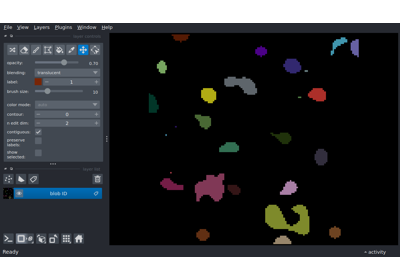 File View Layers Plugins Window Help
opacity: 0.70
blending: translucent
label: 1
brush size: 10
color mode:
contour: 0
n edit dim: 2
contiguous:
preserve labels:
show selected:
blob ID
Ready activity